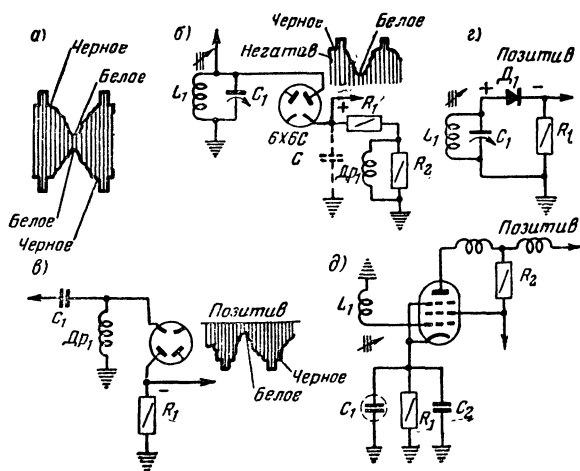 а)
Черное
Белое
Белое
Черное
б)
L1
C1
6Х6С
Черное
Белое
Негатив
+
R1
C
Др1
R2
г)
Позитив
+
Д1
-
L1
C1
R1
в)
C1
Др1
-
R1
Позитив
Белое
Черное
д)
Позитив
L1
R2
C1
R1
C2